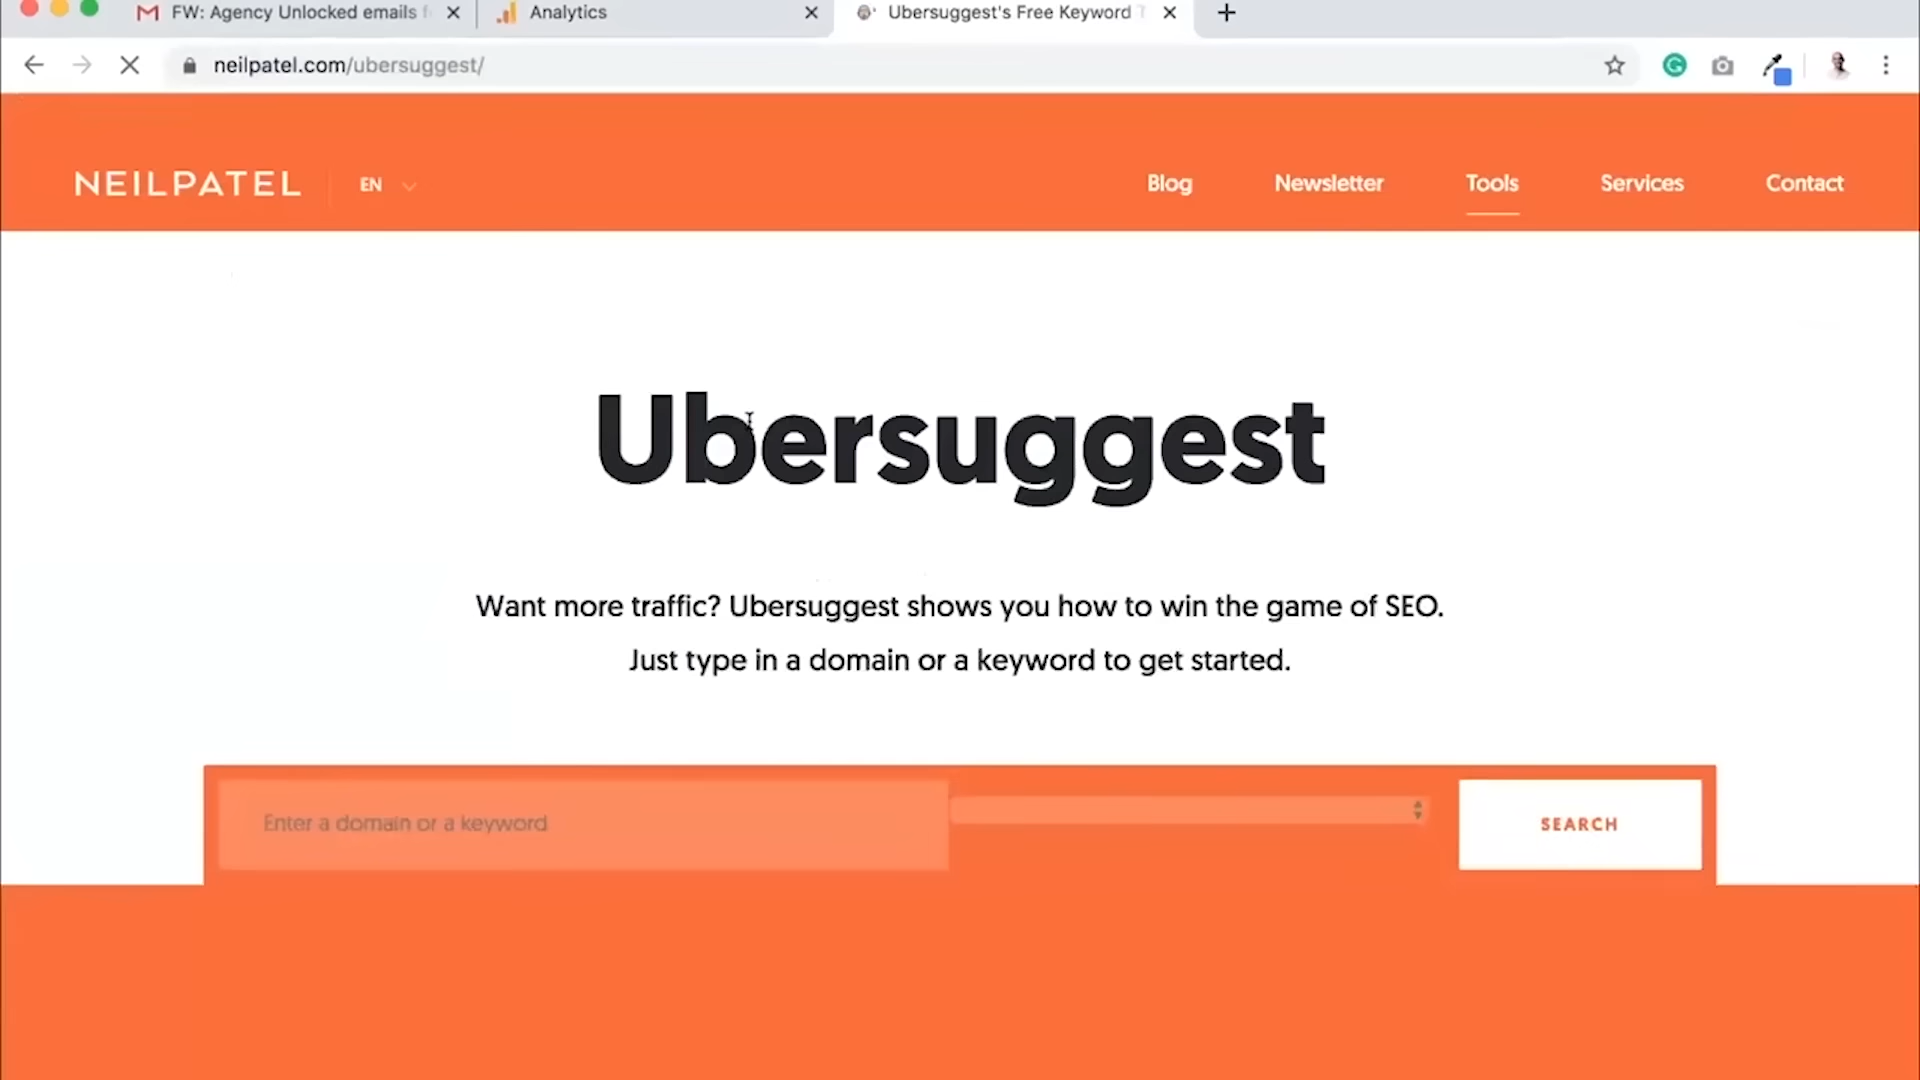 FW: Agency Unlocked emails
Analytics
Ubersuggest's Free Keyword
neilpatel.com/ubersuggest/
NEILPATEL
EN
Blog
Newsletter
Tools
Services
Contact
Ubersuggest
Want more traffic? Ubersuggest shows you how to win the game of SEO.
Just type in a domain or a keyword to get started.
Enter a domain or a keyword
SEARCH